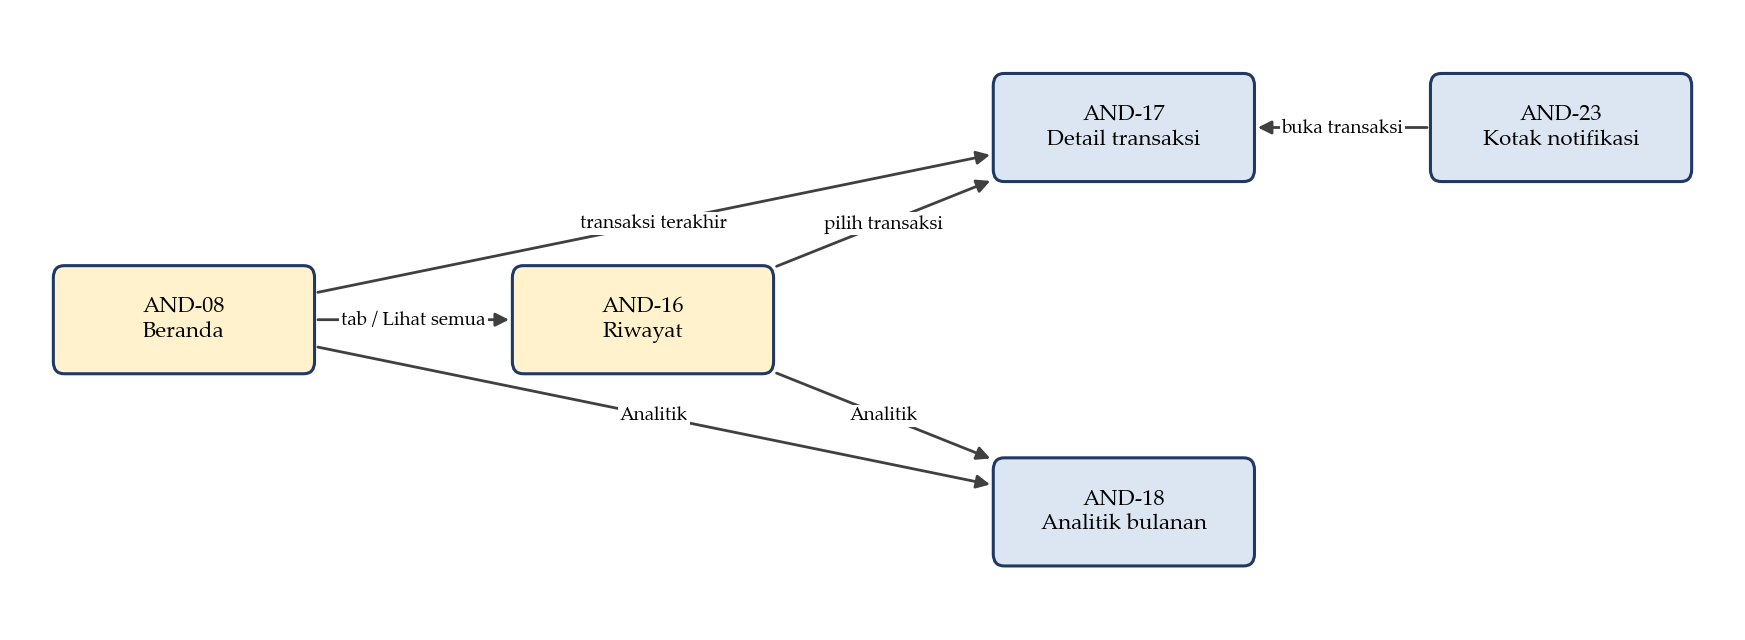 AND-17
Detail transaksi
AND-23
Kotak notifikasi
buka transaksi
transaksi terakhir
pilih transaksi
AND-08
Beranda
tab / Lihat semua
AND-16
Riwayat
Analitik
Analitik
AND-18
Analitik bulanan